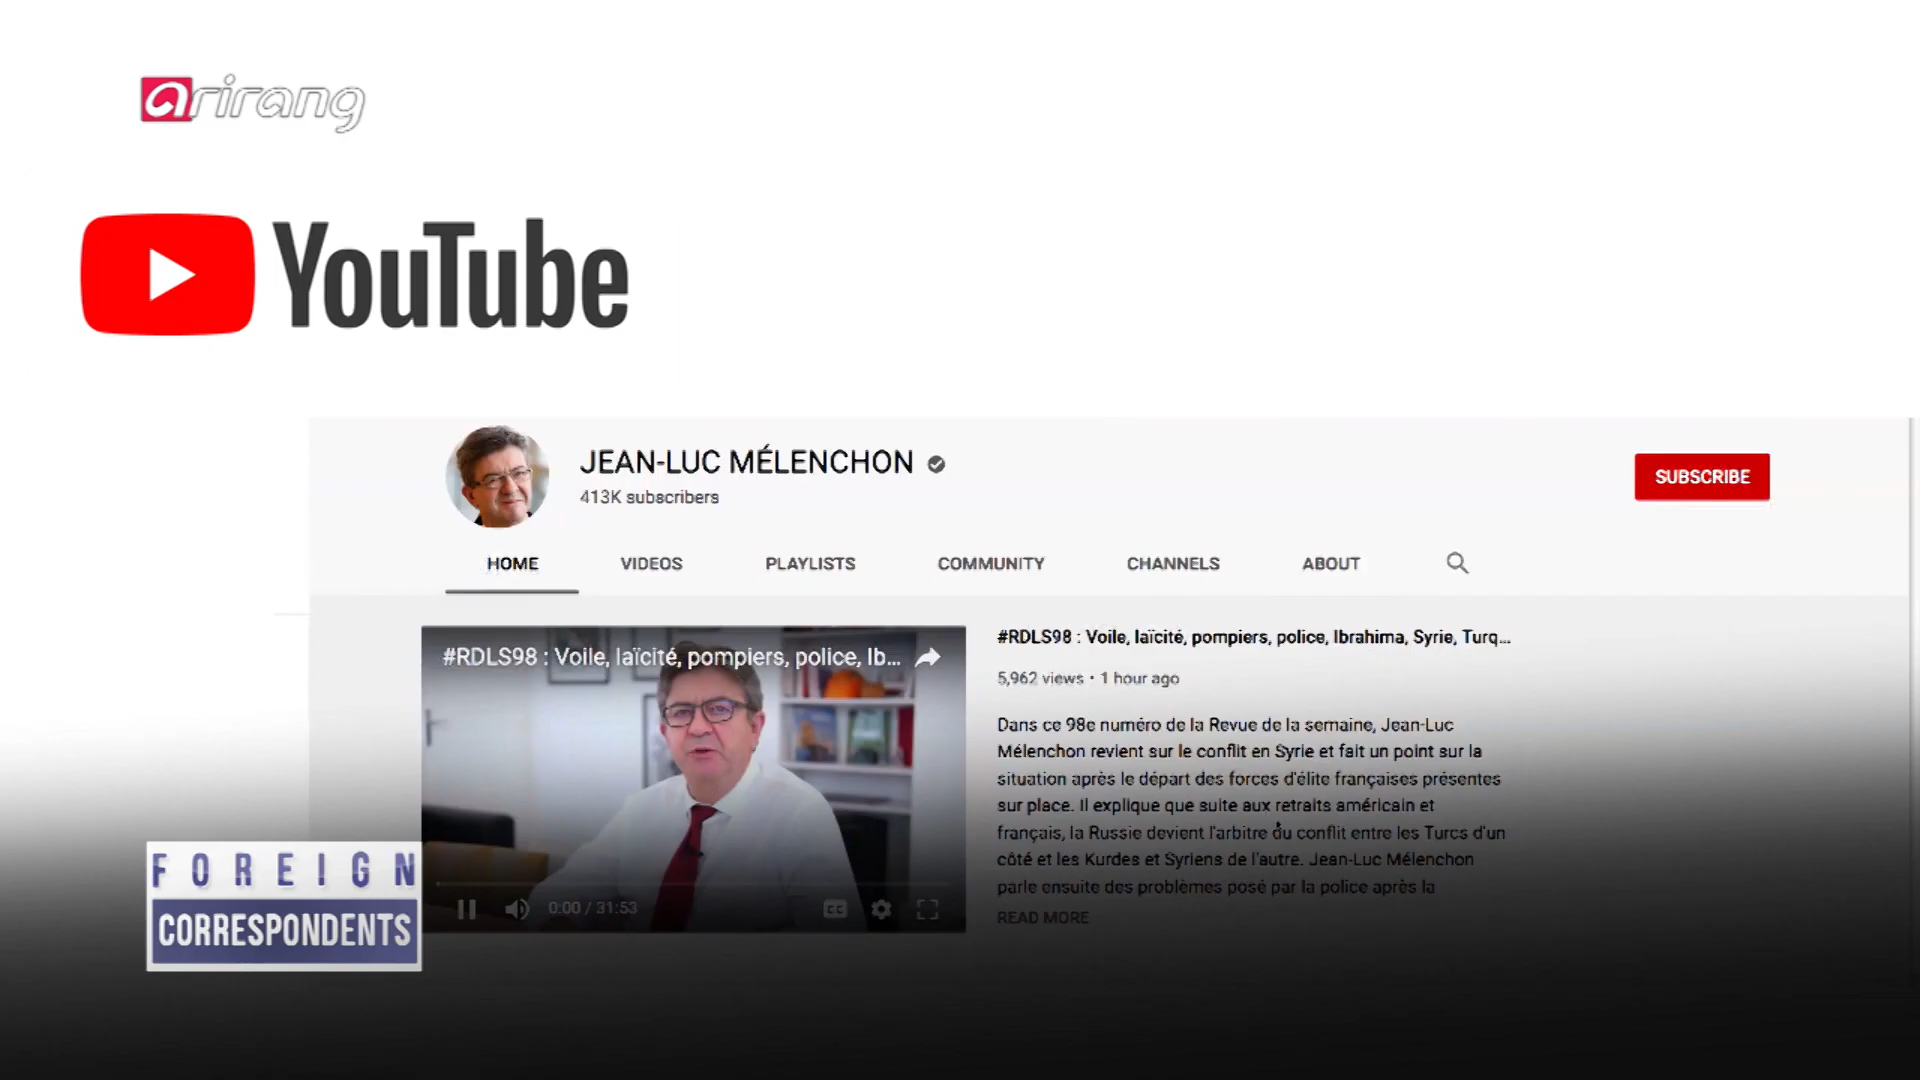 arirang
YouTube
JEAN-LUC MÉLENCHON
413K subscribers
SUBSCRIBE
HOME
VIDEOS
PLAYLISTS
COMMUNITY
CHANNELS
ABOUT
#RDLS98 : Voile, laïcité, pompiers, police, Ib...
0:00 / 31:53
CC
#RDLS98 : Voile, laïcité, pompiers, police, Ibrahima, Syrie, Turq...
5,962 views • 1 hour ago
Dans ce 98e numéro de la Revue de la semaine, Jean-Luc
Mélenchon revient sur le conflit en Syrie et fait un point sur la
situation après le départ des forces d'élite françaises présentes
sur place. Il explique que suite aux retraits américain et
français, la Russie devient l'arbitre du conflit entre les Turcs d'un
côté et les Kurdes et Syriens de l'autre. Jean-Luc Mélenchon
parle ensuite des problèmes posé par la police après la
READ MORE
FOREIGN
CORRESPONDENTS